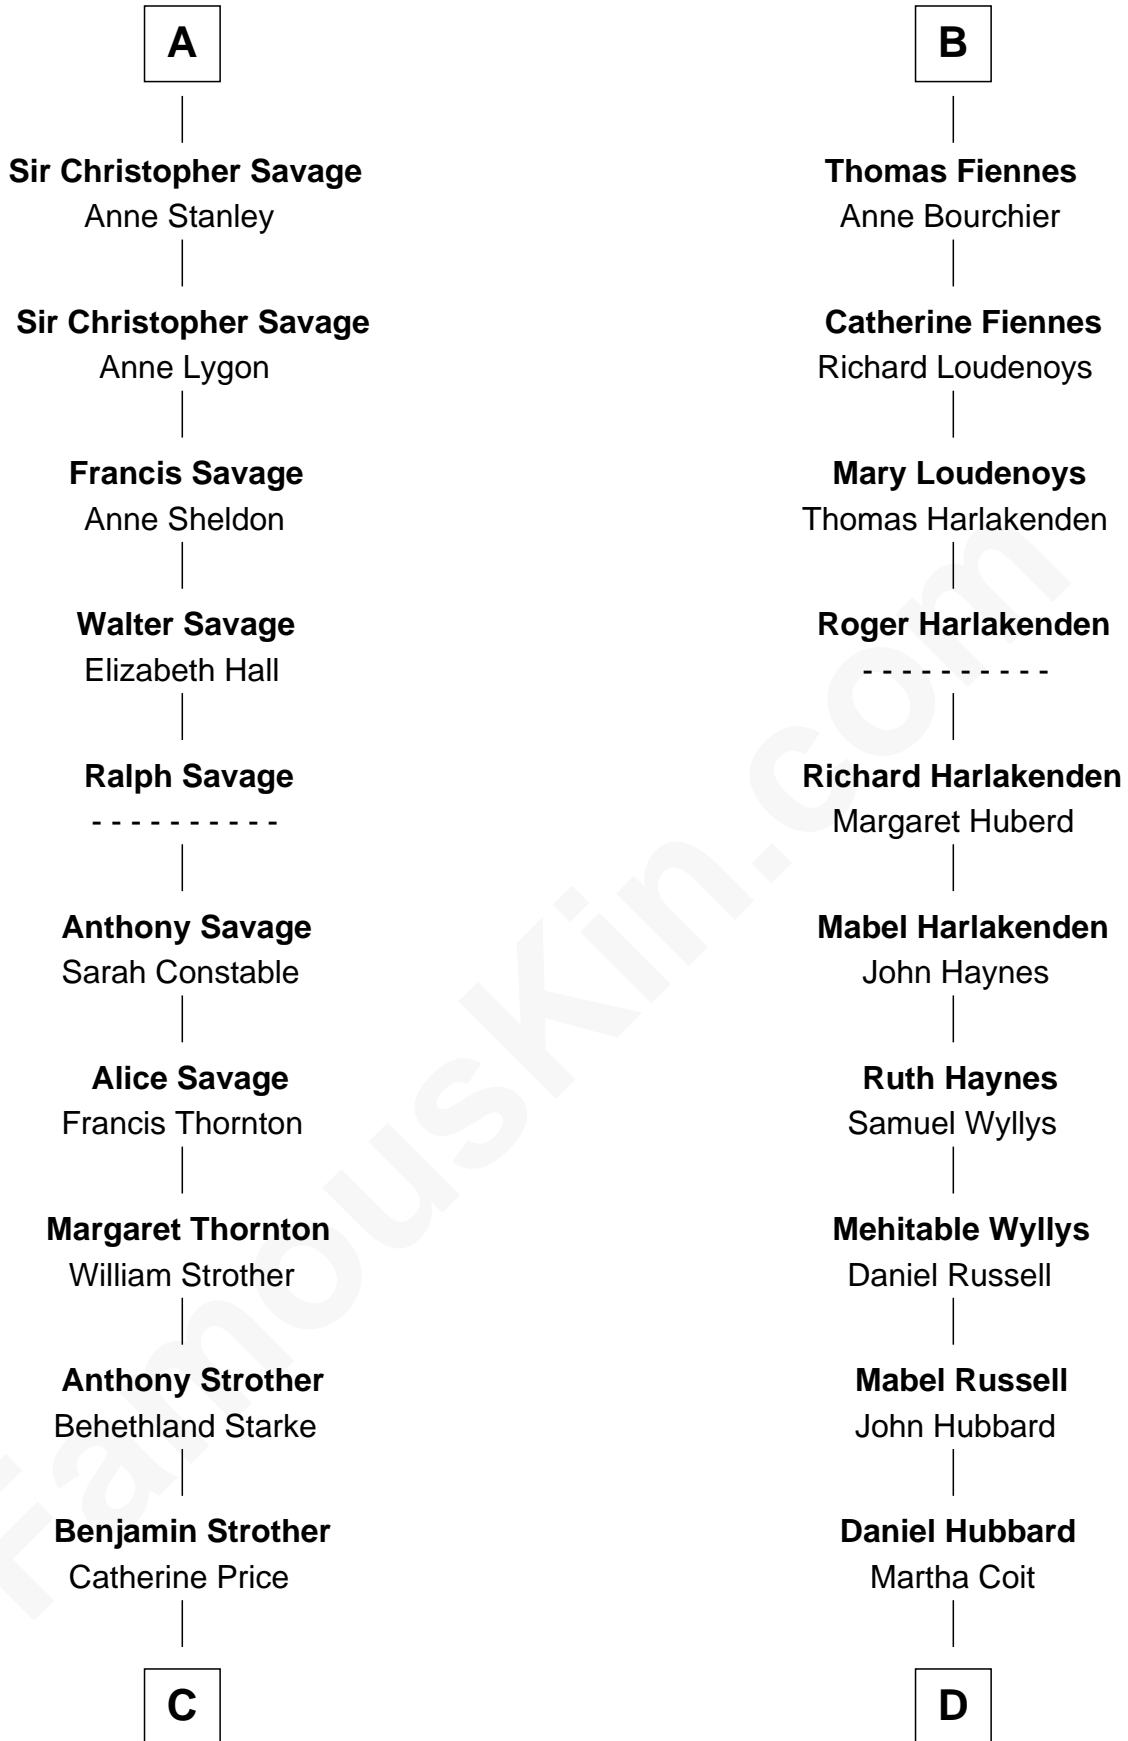 A
Sir Christopher Savage
Anne Stanley
Sir Christopher Savage
Anne Lygon
Francis Savage
Anne Sheldon
Walter Savage
Elizabeth Hall
Ralph Savage
- - - - - - - - - -
Anthony Savage
Sarah Constable
Alice Savage
Francis Thornton
Margaret Thornton
William Strother
Anthony Strother
Behethland Starke
Benjamin Strother
Catherine Price
C
B
Thomas Fiennes
Anne Bourchier
Catherine Fiennes
Richard Loudenoys
Mary Loudenoys
Thomas Harlakenden
Roger Harlakenden
- - - - - - - - - -
Richard Harlakenden
Margaret Huberd
Mabel Harlakenden
John Haynes
Ruth Haynes
Samuel Wyllys
Mehitable Wyllys
Daniel Russell
Mabel Russell
John Hubbard
Daniel Hubbard
Martha Coit
D
FamousKin.com